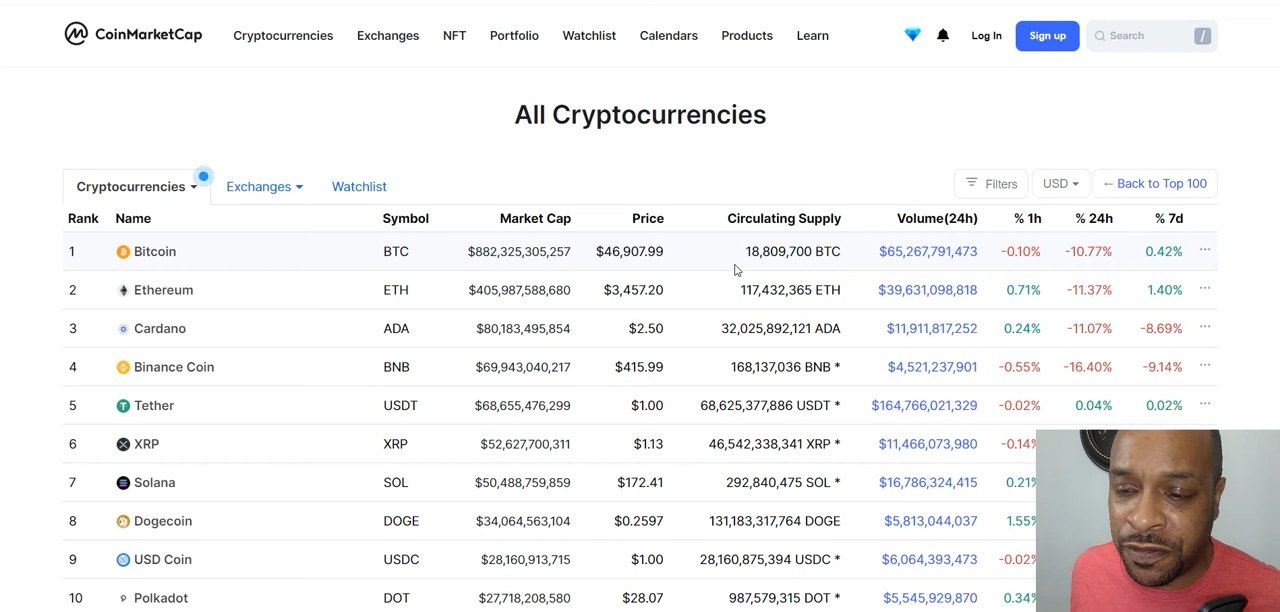 CoinMarketCap Cryptocurrencies Exchanges NFT Portfolio Watchlist Calendars Products Learn Log In Sign up Search /
All Cryptocurrencies
Cryptocurrencies Exchanges Watchlist Filters USD ← Back to Top 100
Rank Name Symbol Market Cap Price Circulating Supply Volume(24h) % 1h % 24h % 7d
1 Bitcoin BTC $882,325,305,257 $46,907.99 18,809,700 BTC $65,267,791,473 -0.10% -10.77% 0.42% ...
2 Ethereum ETH $405,987,588,680 $3,457.20 117,432,365 ETH $39,631,098,818 0.71% -11.37% 1.40% ...
3 Cardano ADA $80,183,495,854 $2.50 32,025,892,121 ADA $11,911,817,252 0.24% -11.07% -8.69% ...
4 Binance Coin BNB $69,943,040,217 $415.99 168,137,036 BNB * $4,521,237,901 -0.55% -16.40% -9.14% ...
5 Tether USDT $68,655,476,299 $1.00 68,625,377,886 USDT * $164,766,021,329 -0.02% 0.04% 0.02% ...
6 XRP XRP $52,627,700,311 $1.13 46,542,338,341 XRP * $11,466,073,980 -0.14%
7 Solana SOL $50,488,759,859 $172.41 292,840,475 SOL * $16,786,324,415 0.21%
8 Dogecoin DOGE $34,064,563,104 $0.2597 131,183,317,764 DOGE $5,813,044,037 1.55%
9 USD Coin USDC $28,160,913,715 $1.00 28,160,875,394 USDC * $6,064,393,473 -0.02%
10 Polkadot DOT $27,718,208,580 $28.07 987,579,315 DOT * $5,545,929,870 0.34%